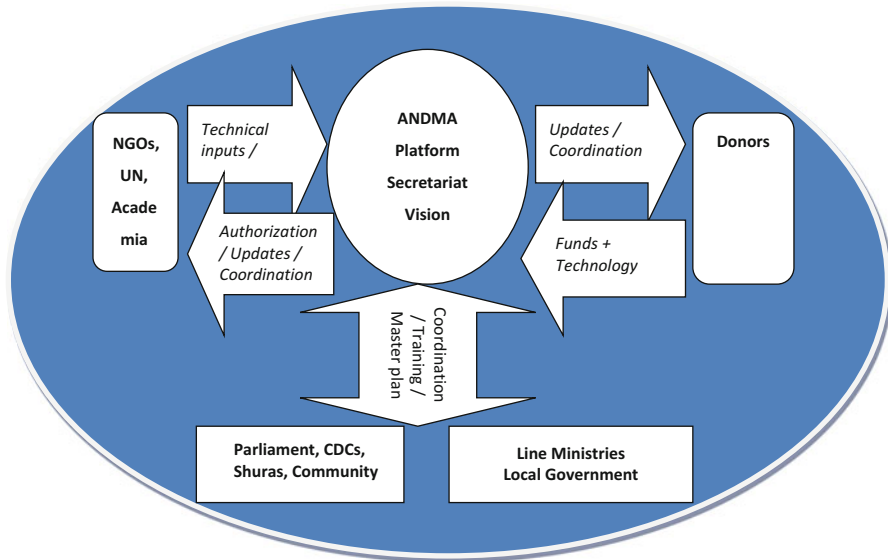 NGOs,
UN,
Acade
mia
Technical
inputs /
Authorization
/ Updates /
Coordination
ANDMA
Platform
Secretariat
Vision
Updates /
Coordination
Funds +
Technology
Donors
Coordination
/ Training /
Master plan
Parliament, CDCs,
Shuras, Community
Line Ministries
Local Government